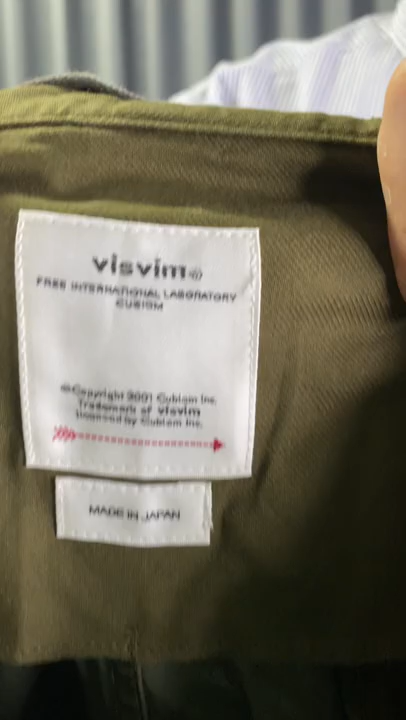 visvim®
FREE INTERNATIONAL LABORATORY
CUBISM
©Copyright 2001 Cubism Inc.
Trademark of visvim
Licensed by Cubism Inc.
MADE IN JAPAN